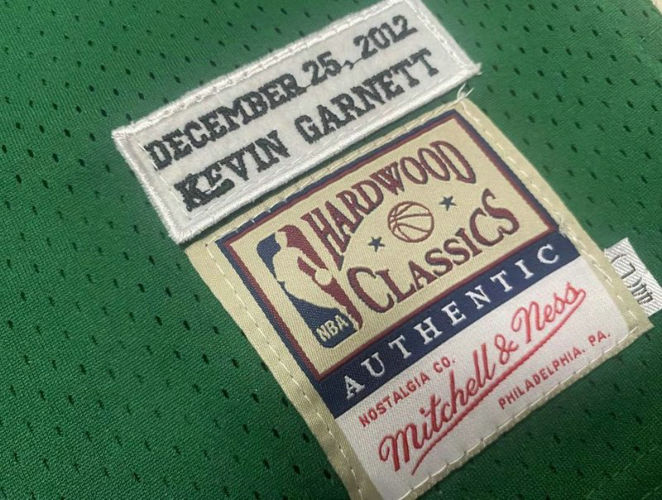 DECEMBER 25, 2012
KEVIN GARNETT
HARDWOOD
CLASSICS
NBA
AUTHENTIC
NOSTALGIA CO.
Mitchell & Ness
PHILADELPHIA, PA.